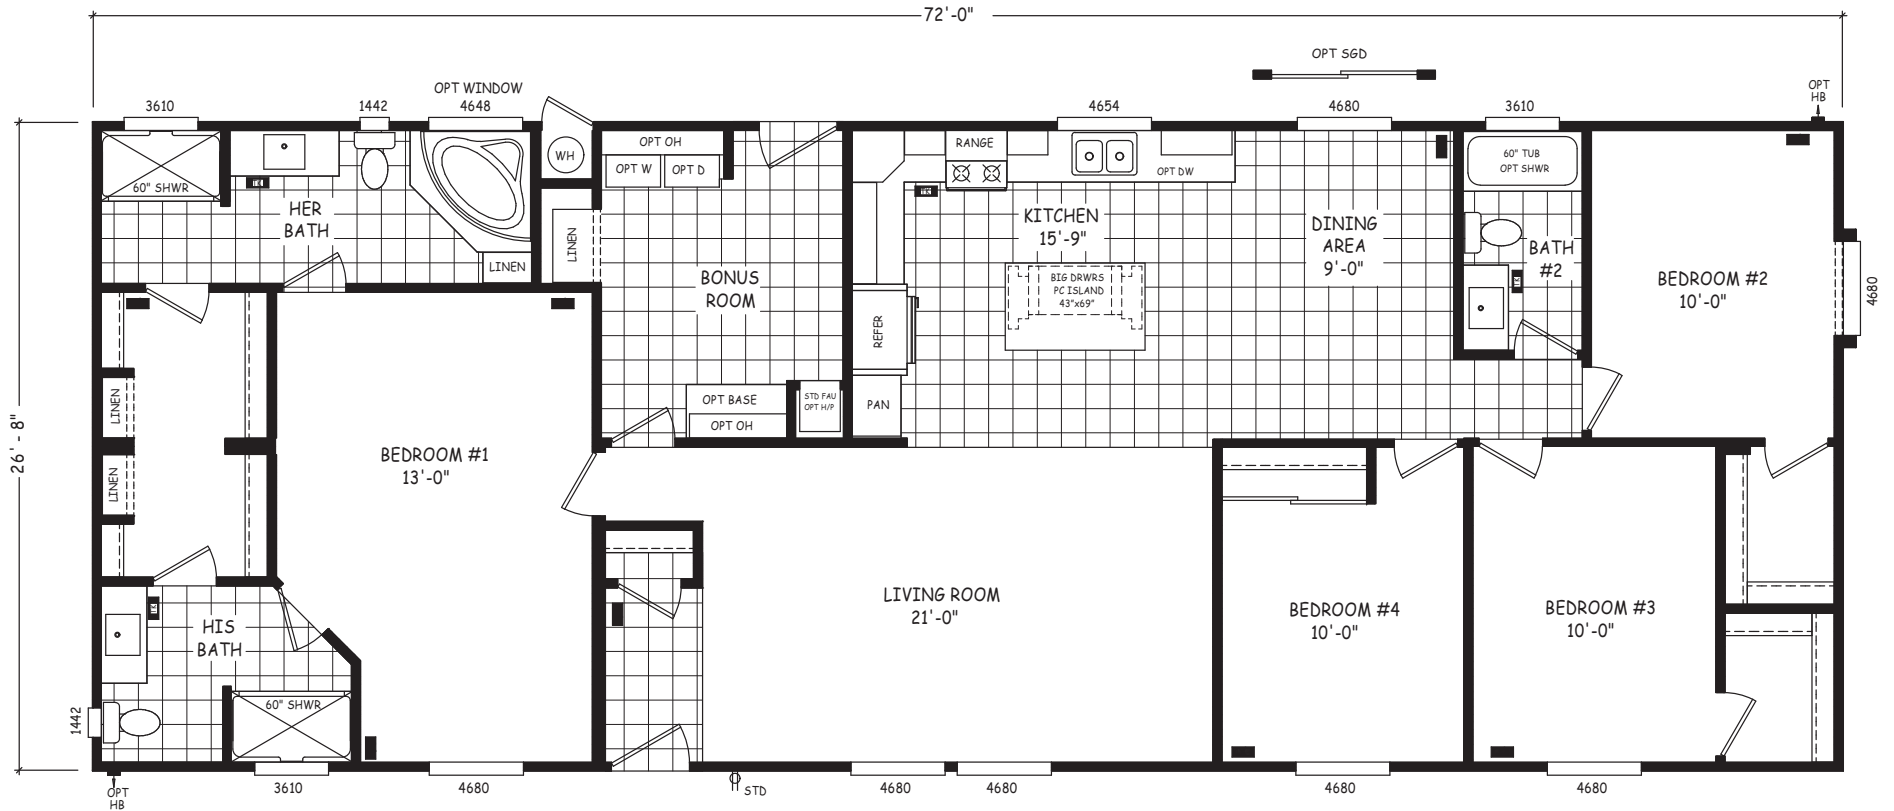 72'-0"
OPT SGD
OPT WINDOW
OPT
HB
3610
1442
4648
4654
4680
3610
60" SHWR
HER
BATH
LINEN
WH
LINEN
OPT OH
OPT W
OPT D
BONUS
ROOM
OPT BASE
OPT OH
STD FAU
OPT H/P
RANGE
OPT DW
KITCHEN
15'-9"
BIG DRWRS
PC ISLAND
43"x69"
REFER
PAN
DINING
AREA
9'-0"
60" TUB
OPT SHWR
BATH
#2
BEDROOM #2
10'-0"
4680
26' - 8"
LINEN
LINEN
BEDROOM #1
13'-0"
HIS
BATH
60" SHWR
1442
LIVING ROOM
21'-0"
BEDROOM #4
10'-0"
BEDROOM #3
10'-0"
OPT
HB
3610
4680
STD
4680
4680
4680
4680